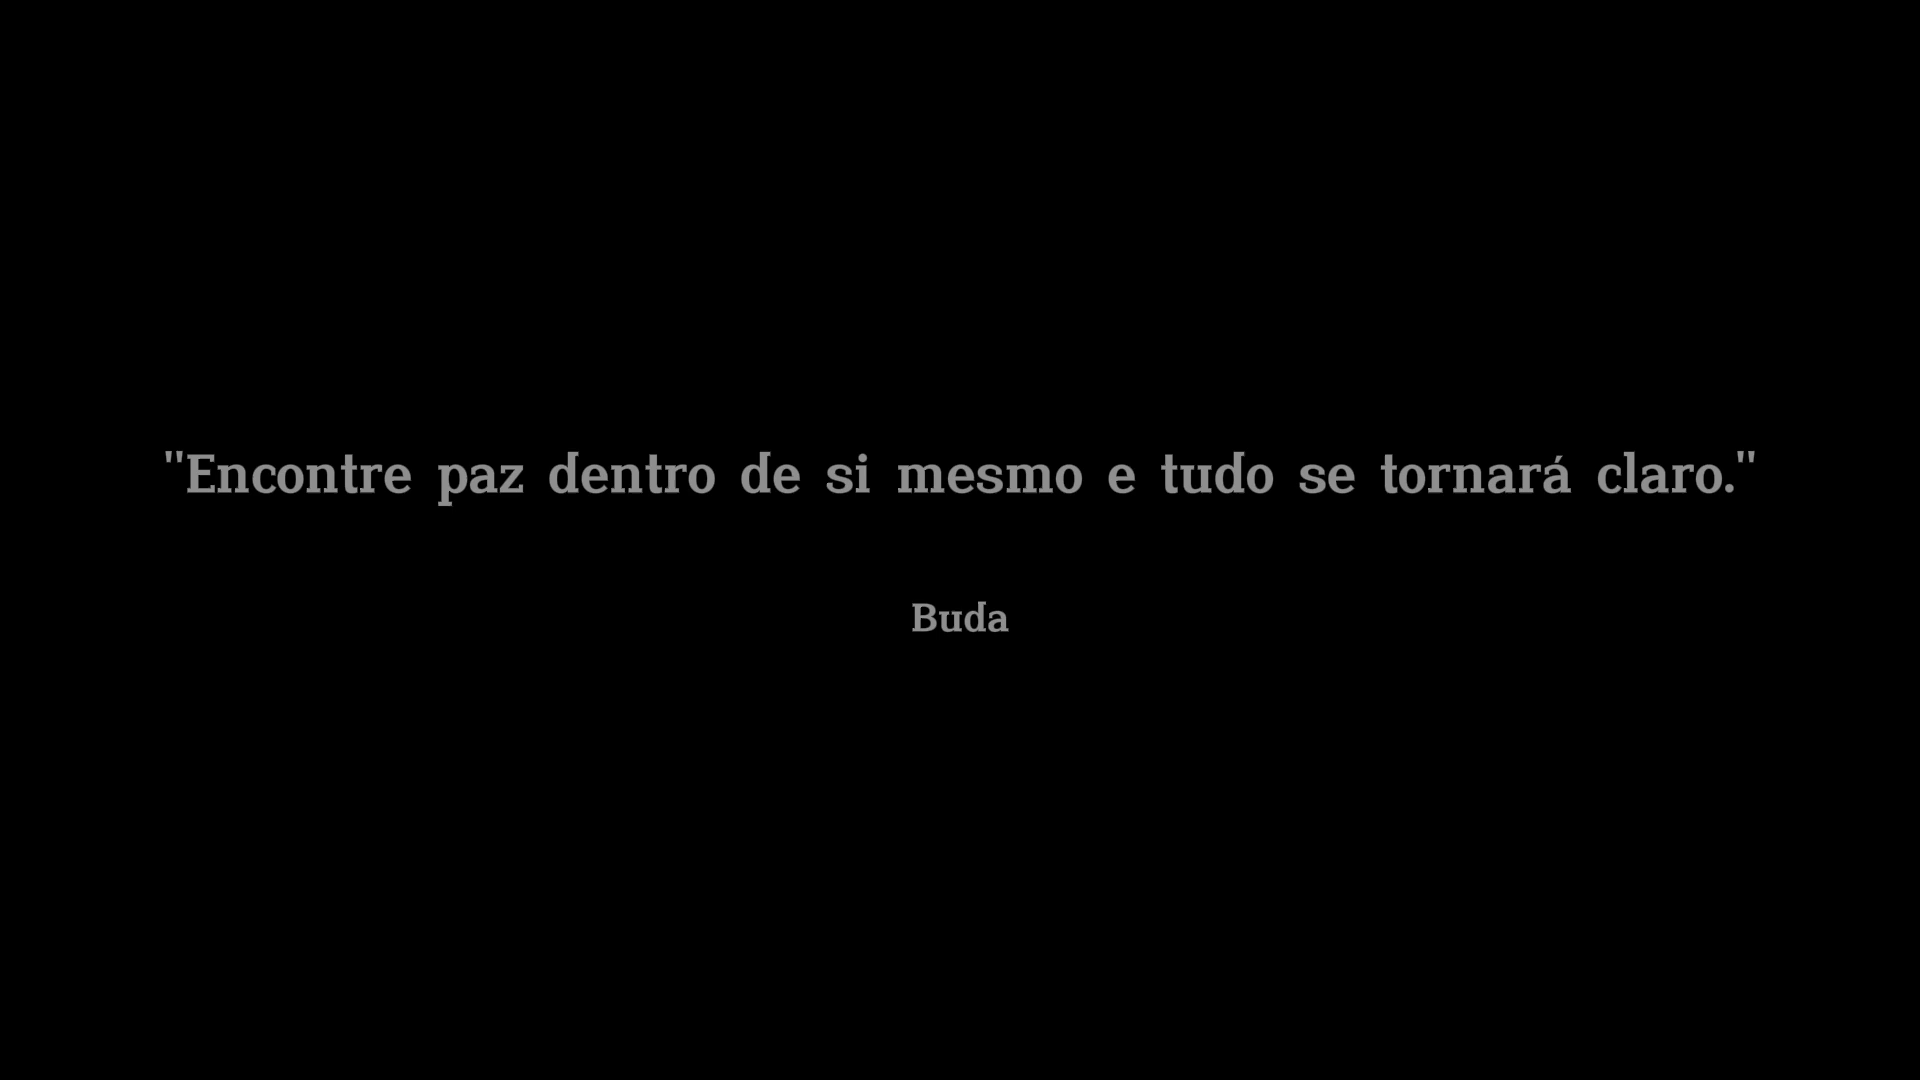 "Encontre paz dentro de si mesmo e tudo se tornará claro."
Buda